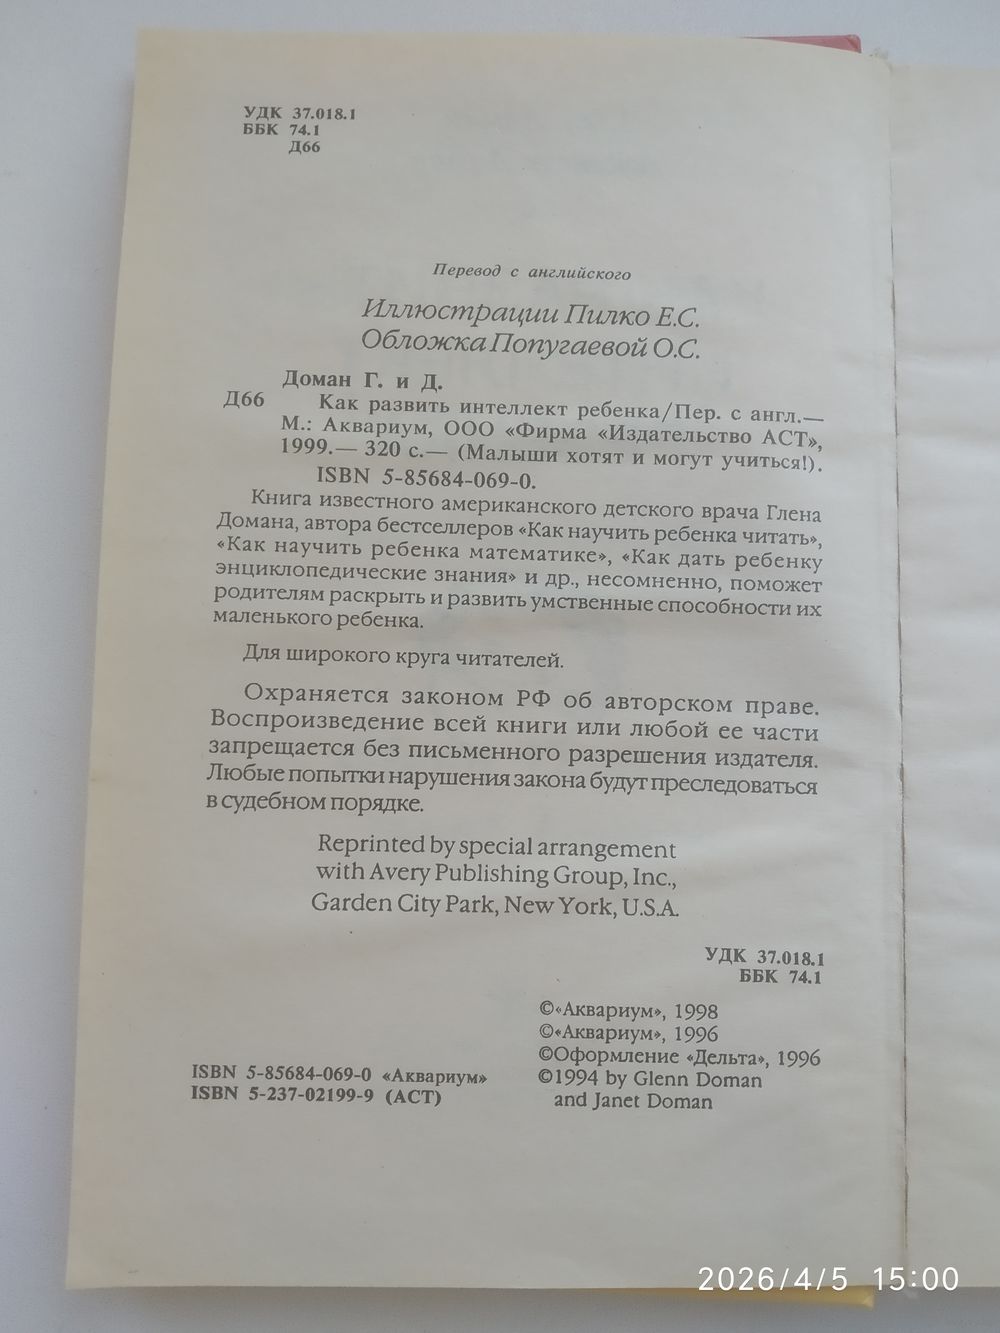 УДК 37.018.1
ББК 74.1
Д66
Перевод с английского
Иллюстрации Пилко Е.С.
Обложка Попугаевой О.С.
Доман Г. и Д.
Д66 Как развить интеллект ребенка/Пер. с англ.—
М.: Аквариум, ООО «Фирма «Издательство АСТ»,
1999.— 320 с.— (Малыши хотят и могут учиться!).
ISBN 5-85684-069-0.
Книга известного американского детского врача Глена
Домана, автора бестселлеров «Как научить ребенка читать»,
«Как научить ребенка математике», «Как дать ребенку
энциклопедические знания» и др., несомненно, поможет
родителям раскрыть и развить умственные способности их
маленького ребенка.
Для широкого круга читателей.
Охраняется законом РФ об авторском праве.
Воспроизведение всей книги или любой ее части
запрещается без письменного разрешения издателя.
Любые попытки нарушения закона будут преследоваться
в судебном порядке.
Reprinted by special arrangement
with Avery Publishing Group, Inc.,
Garden City Park, New York, U.S.A.
УДК 37.018.1
ББК 74.1
©«Аквариум», 1998
©«Аквариум», 1996
©Оформление «Дельта», 1996
©1994 by Glenn Doman
and Janet Doman
ISBN 5-85684-069-0 «Аквариум»
ISBN 5-237-02199-9 (АСТ)
2026/4/5 15:00